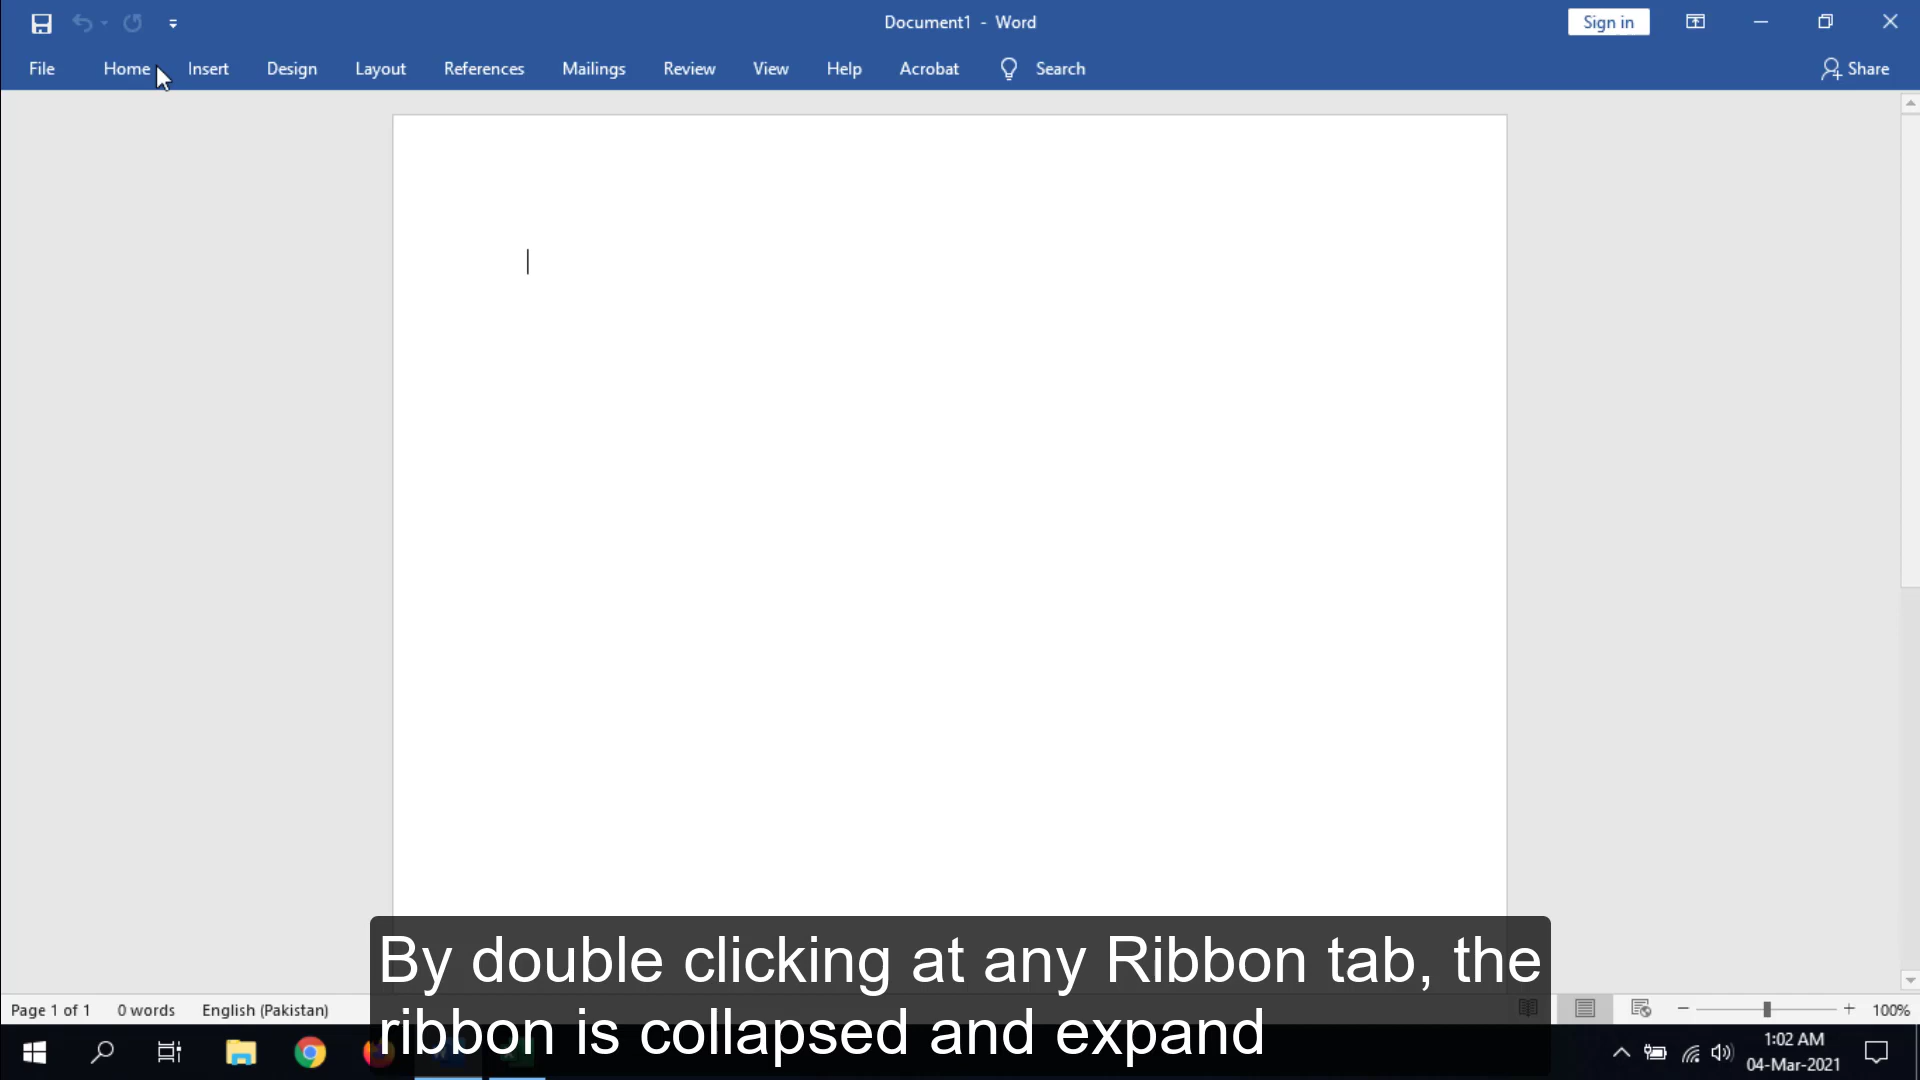 Document1 - Word
Sign in
File Home Insert Design Layout References Mailings Review View Help Acrobat Search Share
By double clicking at any Ribbon tab, the
ribbon is collapsed and expand
Page 1 of 1 0 words English (Pakistan) 100%
1:02 AM
04-Mar-2021